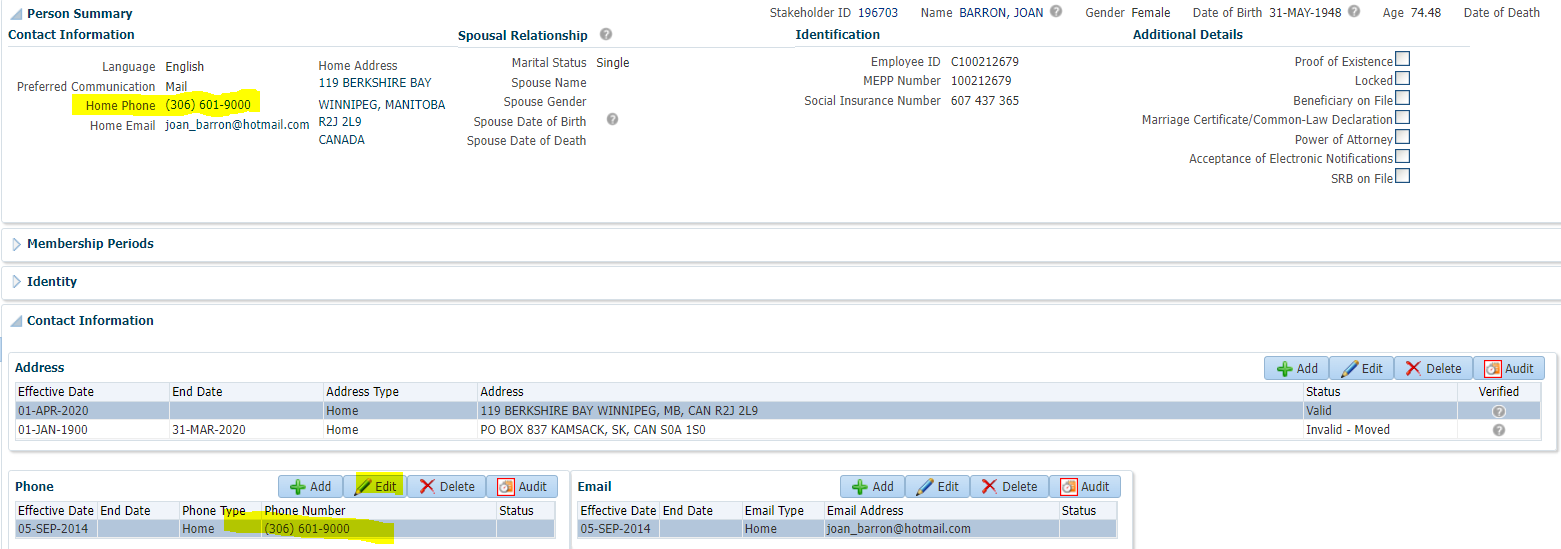 Person Summary
Stakeholder ID 196703 Name BARRON, JOAN ? Gender Female Date of Birth 31-MAY-1948 ? Age 74.48 Date of Death
Contact Information
Language English
Preferred Communication Mail
Home Phone (306) 601-9000
Home Email joan_barron@hotmail.com
Home Address
119 BERKSHIRE BAY
WINNIPEG, MANITOBA
R2J 2L9
CANADA
Spousal Relationship ?
Marital Status Single
Spouse Name
Spouse Gender
Spouse Date of Birth ?
Spouse Date of Death
Identification
Employee ID C100212679
MEPP Number 100212679
Social Insurance Number 607 437 365
Additional Details
Proof of Existence
Locked
Beneficiary on File
Marriage Certificate/Common-Law Declaration
Power of Attorney
Acceptance of Electronic Notifications
SRB on File
Membership Periods
Identity
Contact Information
Address
Add Edit Delete Audit
Effective Date End Date Address Type Address Status Verified
01-APR-2020 Home 119 BERKSHIRE BAY WINNIPEG, MB, CAN R2J 2L9 Valid ?
01-JAN-1900 31-MAR-2020 Home PO BOX 837 KAMSACK, SK, CAN S0A 1S0 Invalid - Moved ?
Phone
Add Edit Delete Audit
Effective Date End Date Phone Type Phone Number Status
05-SEP-2014 Home (306) 601-9000
Email
Add Edit Delete Audit
Effective Date End Date Email Type Email Address Status
05-SEP-2014 Home joan_barron@hotmail.com